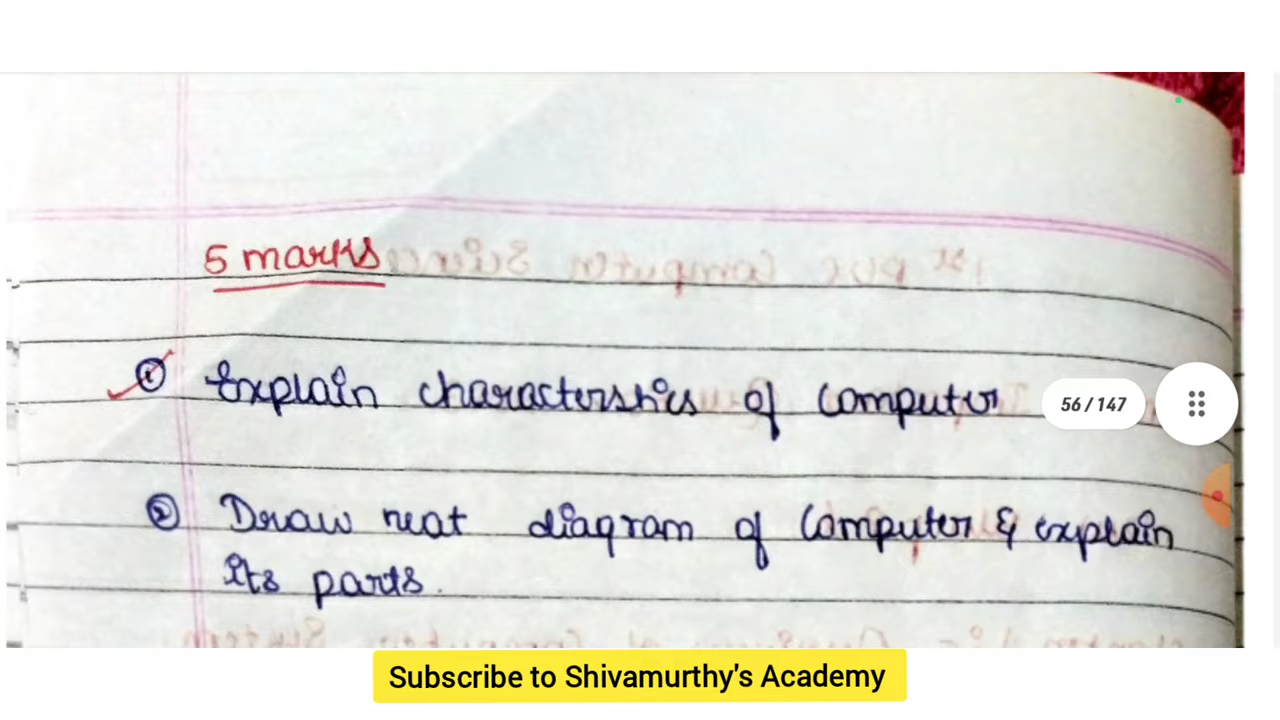 5 marks
① Explain characterstics of computer
56/147
② Draw neat diagram of Computer & explain
its parts.
Subscribe to Shivamurthy's Academy